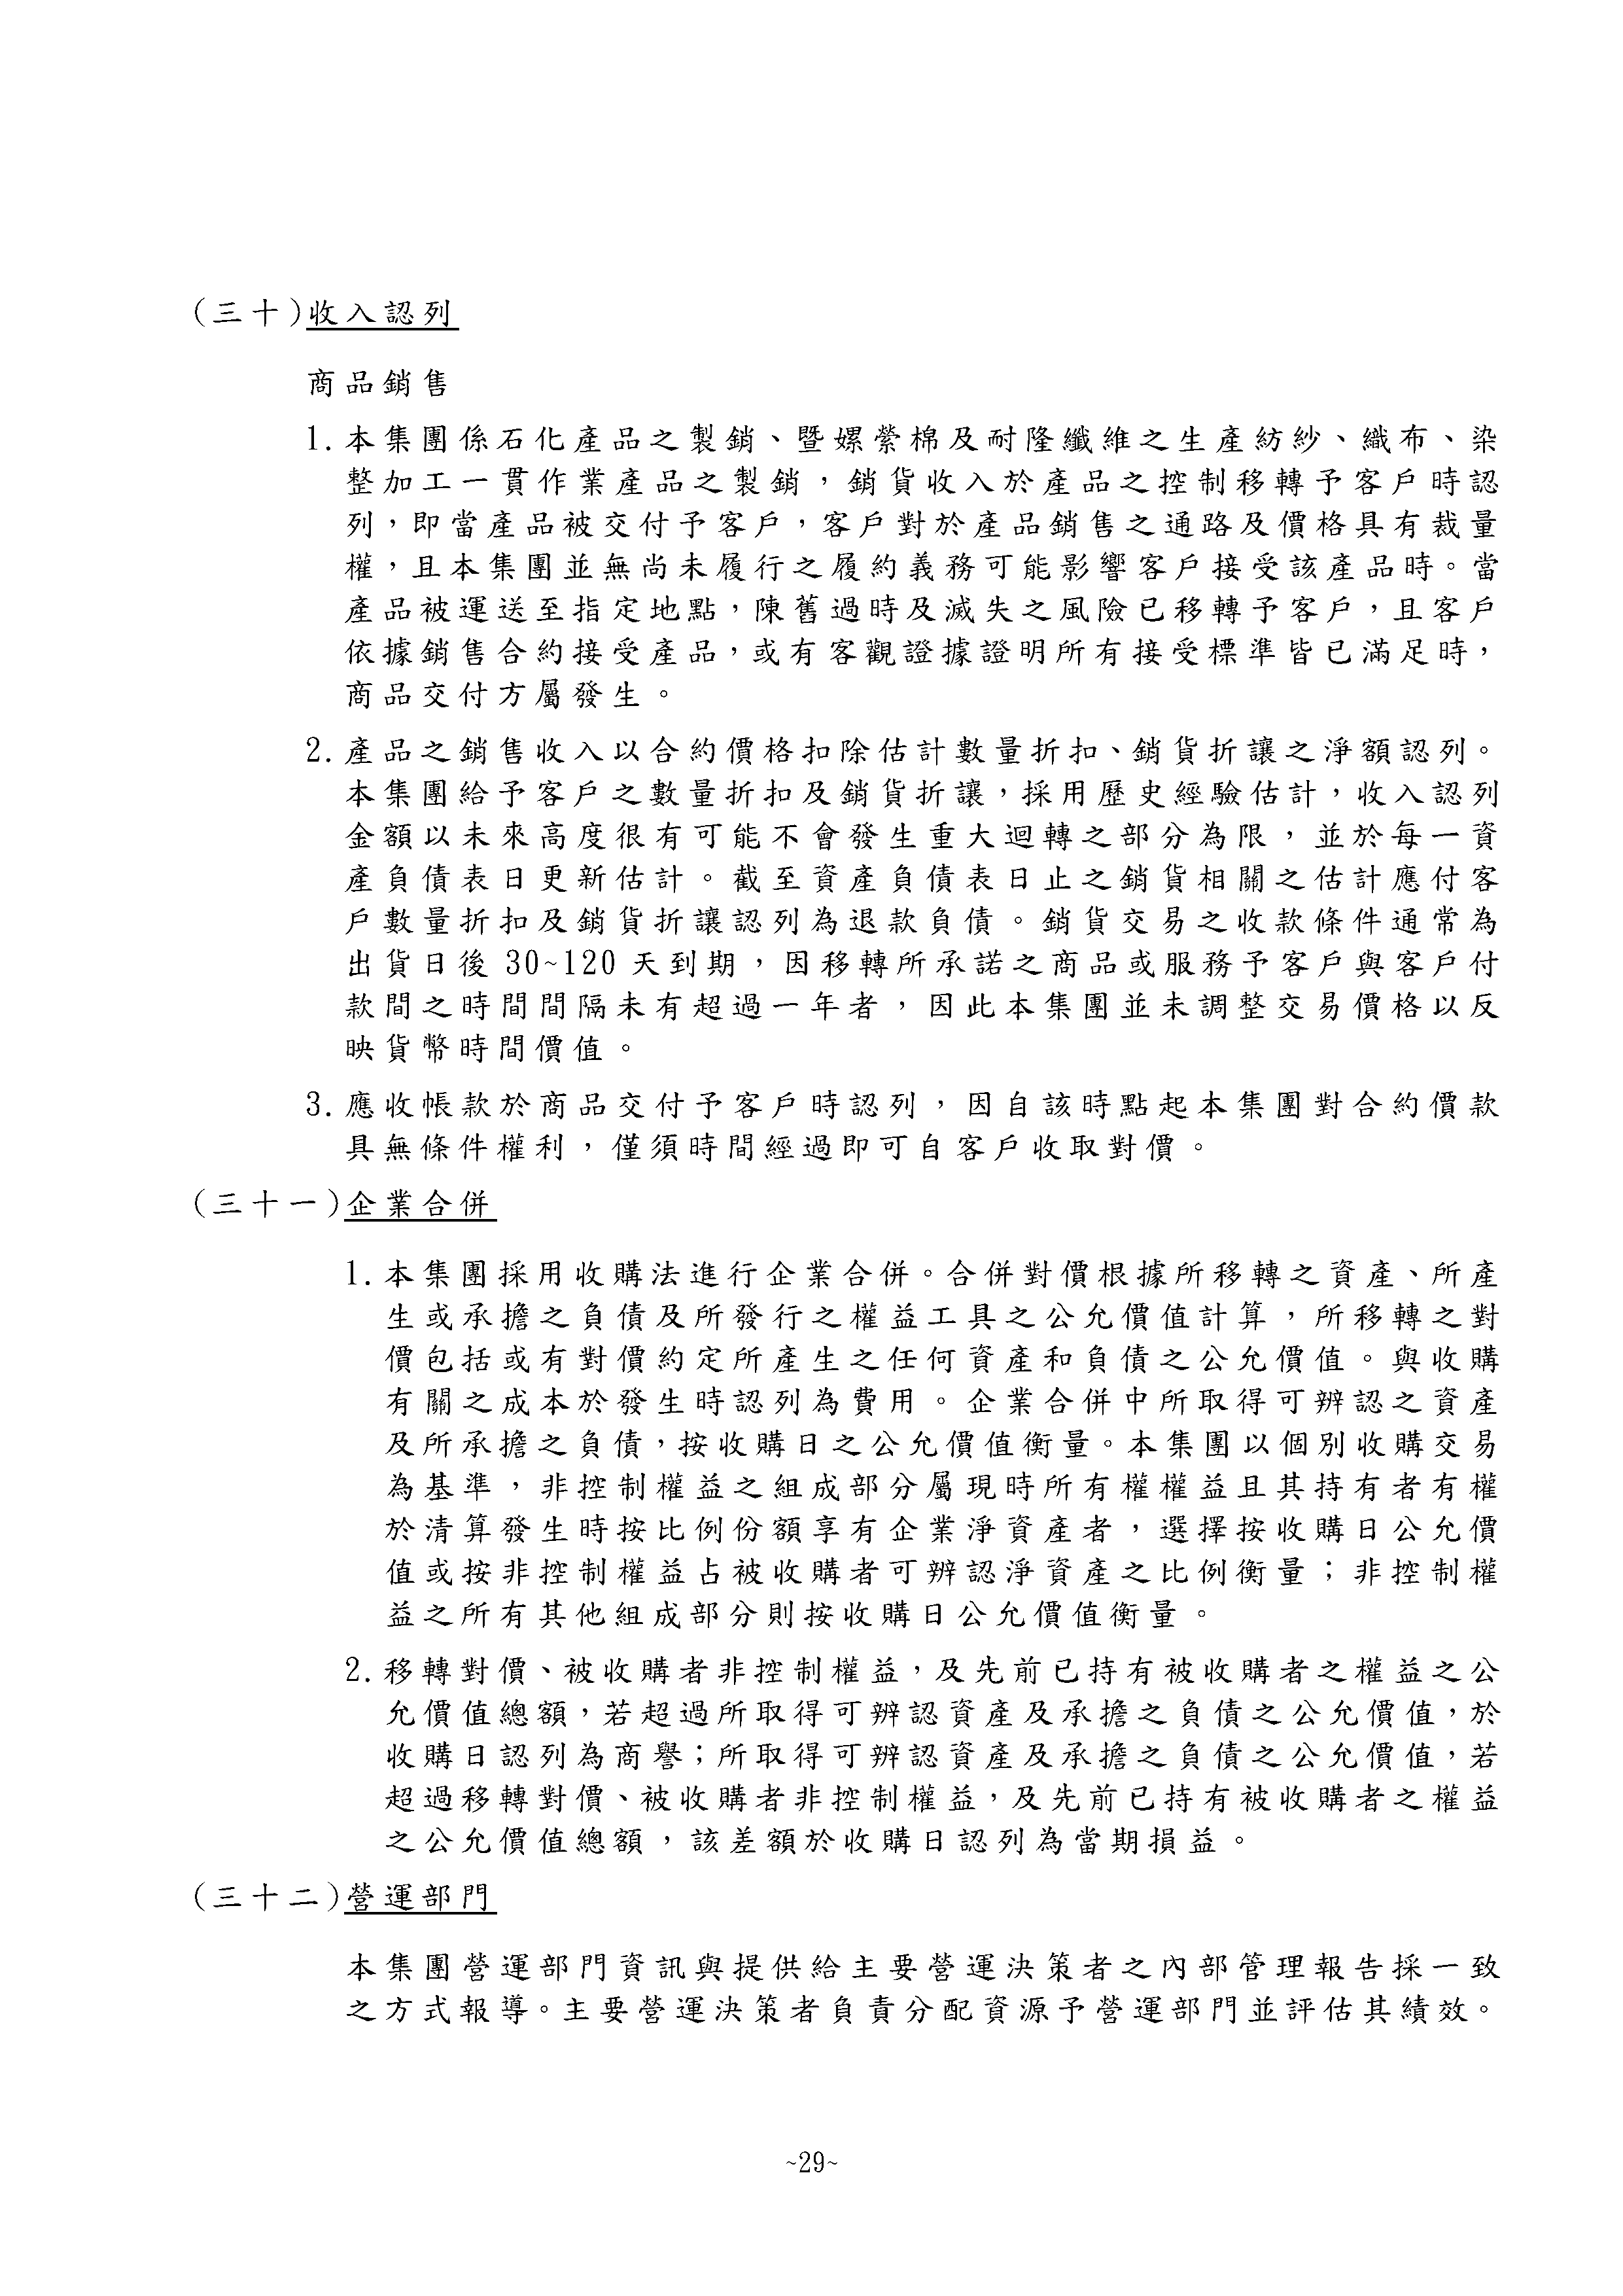 (三十)收入認列
商品銷售
1.本集團係石化產品之製銷、暨嫘縈棉及耐隆纖維之生產紡紗、織布、染
整加工一貫作業產品之製銷，銷貨收入於產品之控制移轉予客戶時認
列，即當產品被交付予客戶，客戶對於產品銷售之通路及價格具有裁量
權，且本集團並無尚未履行之履約義務可能影響客戶接受該產品時。當
產品被運送至指定地點，陳舊過時及滅失之風險已移轉予客戶，且客戶
依據銷售合約接受產品，或有客觀證據證明所有接受標準皆已滿足時，
商品交付方屬發生。
2.產品之銷售收入以合約價格扣除估計數量折扣、銷貨折讓之淨額認列。
本集團給予客戶之數量折扣及銷貨折讓，採用歷史經驗估計，收入認列
金額以未來高度很有可能不會發生重大迴轉之部分為限，並於每一資
產負債表日更新估計。截至資產負債表日止之銷貨相關之估計應付客
戶數量折扣及銷貨折讓認列為退款負債。銷貨交易之收款條件通常為
出貨日後 30~120 天到期，因移轉所承諾之商品或服務予客戶與客戶付
款間之時間間隔未有超過一年者，因此本集團並未調整交易價格以反
映貨幣時間價值。
3.應收帳款於商品交付予客戶時認列，因自該時點起本集團對合約價款
具無條件權利，僅須時間經過即可自客戶收取對價。
(三十一)企業合併
1.本集團採用收購法進行企業合併。合併對價根據所移轉之資產、所產
生或承擔之負債及所發行之權益工具之公允價值計算，所移轉之對
價包括或有對價約定所產生之任何資產和負債之公允價值。與收購
有關之成本於發生時認列為費用。企業合併中所取得可辨認之資產
及所承擔之負債，按收購日之公允價值衡量。本集團以個別收購交易
為基準，非控制權益之組成部分屬現時所有權權益且其持有者有權
於清算發生時按比例份額享有企業淨資產者，選擇按收購日公允價
值或按非控制權益占被收購者可辨認淨資產之比例衡量；非控制權
益之所有其他組成部分則按收購日公允價值衡量。
2.移轉對價、被收購者非控制權益，及先前已持有被收購者之權益之公
允價值總額，若超過所取得可辨認資產及承擔之負債之公允價值，於
收購日認列為商譽；所取得可辨認資產及承擔之負債之公允價值，若
超過移轉對價、被收購者非控制權益，及先前已持有被收購者之權益
之公允價值總額，該差額於收購日認列為當期損益。
(三十二)營運部門
本集團營運部門資訊與提供給主要營運決策者之內部管理報告採一致
之方式報導。主要營運決策者負責分配資源予營運部門並評估其績效。
~29~